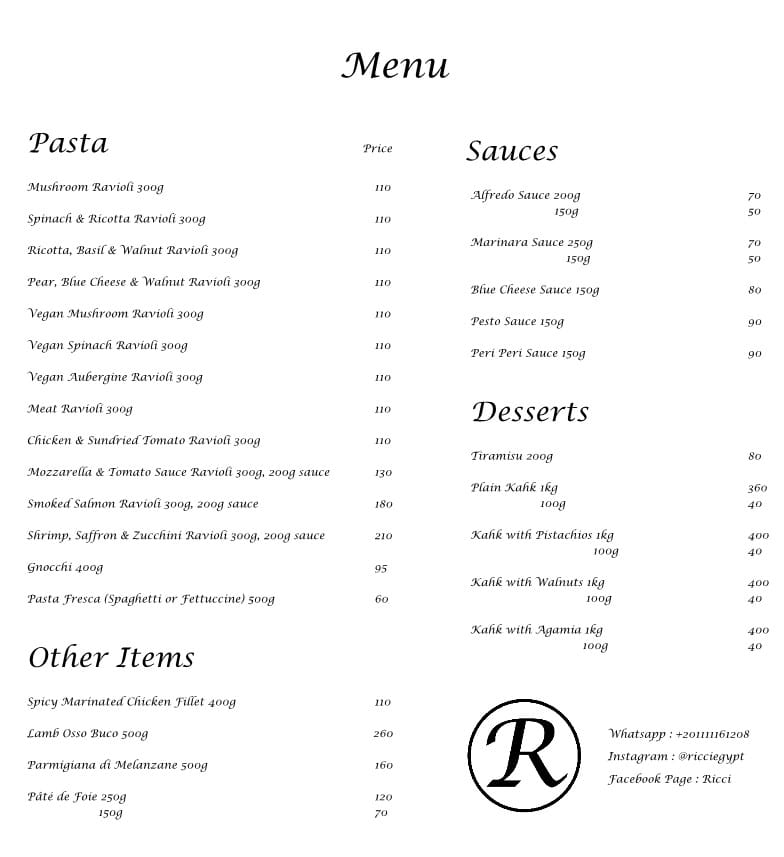 Menu
Pasta Price
Mushroom Ravioli 300g 110
Spinach & Ricotta Ravioli 300g 110
Ricotta, Basil & Walnut Ravioli 300g 110
Pear, Blue Cheese & Walnut Ravioli 300g 110
Vegan Mushroom Ravioli 300g 110
Vegan Spinach Ravioli 300g 110
Vegan Aubergine Ravioli 300g 110
Meat Ravioli 300g 110
Chicken & Sundried Tomato Ravioli 300g 110
Mozzarella & Tomato Sauce Ravioli 300g, 200g sauce 130
Smoked Salmon Ravioli 300g, 200g sauce 180
Shrimp, Saffron & Zucchini Ravioli 300g, 200g sauce 210
Gnocchi 400g 95
Pasta Fresca (Spaghetti or Fettuccine) 500g 60
Other Items
Spicy Marinated Chicken Fillet 400g 110
Lamb Osso Buco 500g 260
Parmigiana di Melanzane 500g 160
Pâté de Foie 250g 120
150g 70
Sauces
Alfredo Sauce 200g 70
150g 50
Marinara Sauce 250g 70
150g 50
Blue Cheese Sauce 150g 80
Pesto Sauce 150g 90
Peri Peri Sauce 150g 90
Desserts
Tiramisu 200g 80
Plain Kahk 1kg 360
100g 40
Kahk with Pistachios 1kg 400
100g 40
Kahk with Walnuts 1kg 400
100g 40
Kahk with Agamia 1kg 400
100g 40
R
Whatsapp : +201111161208
Instagram : @ricciegypt
Facebook Page : Ricci